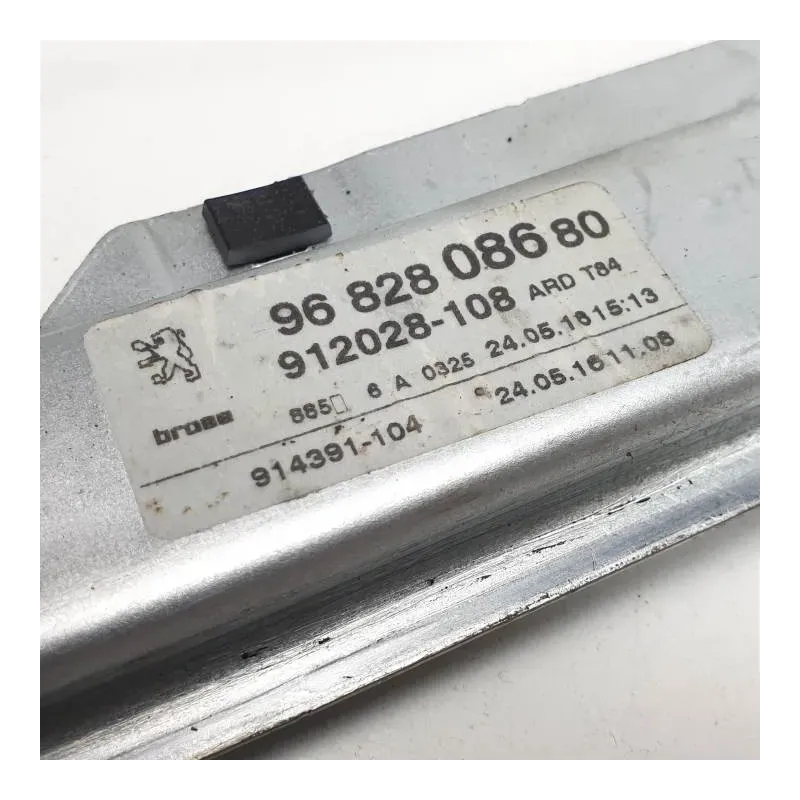 96 828 086 80
912028-108 ARD T84
brose 885□ 6 A 0325 24.05.16 15:13
914391-104 S 24.05.16 11.08